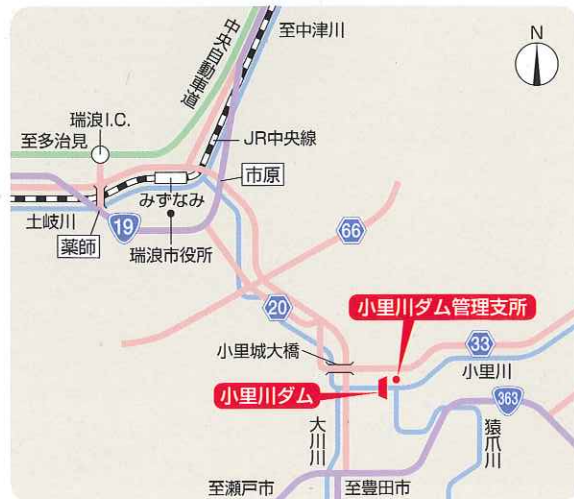 至中津川
N
中央自動車道
瑞浪I.C.
至多治見
JR中央線
市原
みずなみ
土岐川
19
薬師
瑞浪市役所
66
20
小里川ダム管理支所
小里城大橋
33
小里川
小里川ダム
363
大川川
猿爪川
至瀬戸市
至豊田市